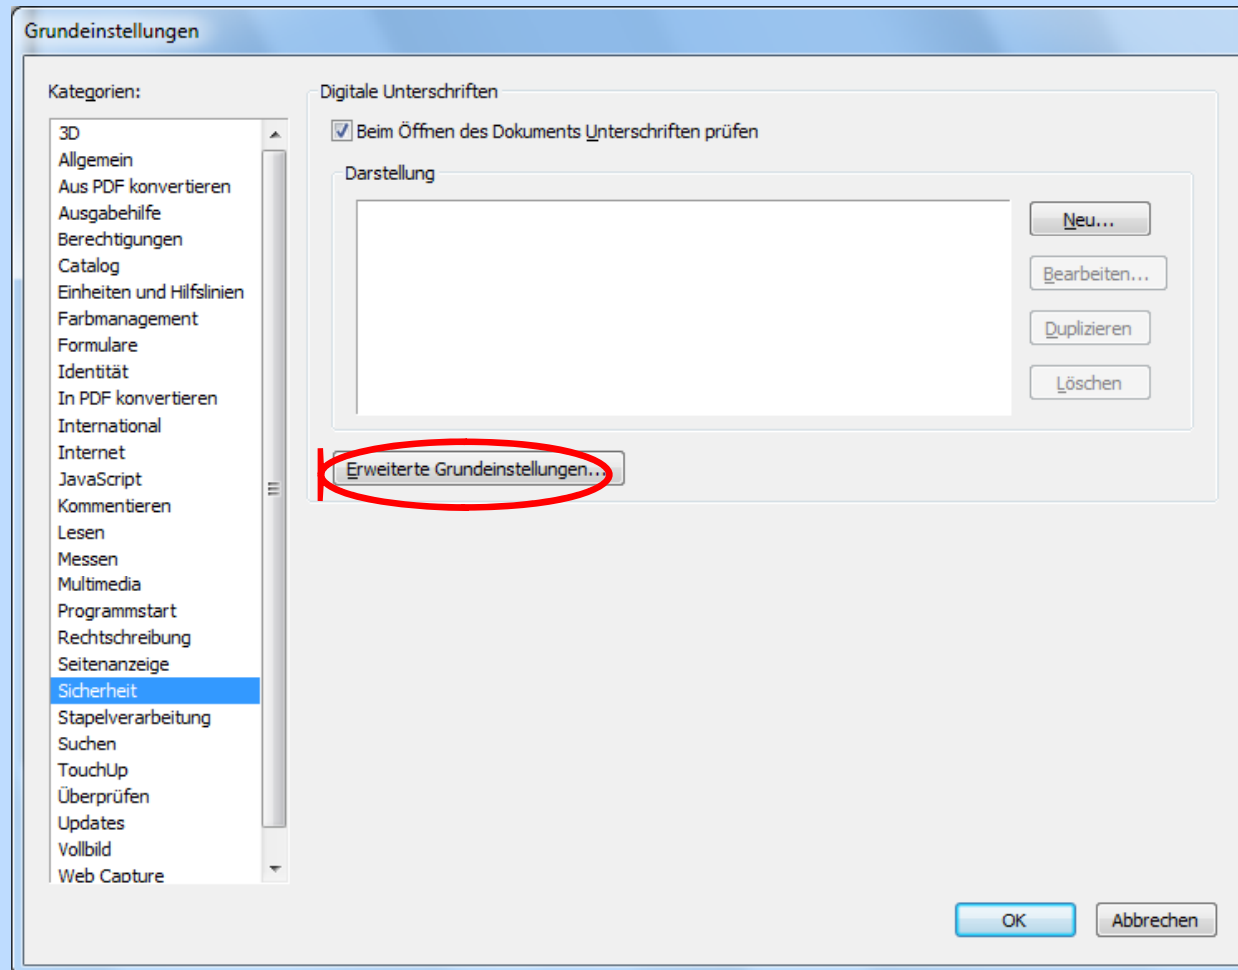 Grundeinstellungen
Kategorien:
3D
Allgemein
Aus PDF konvertieren
Ausgabehilfe
Berechtigungen
Catalog
Einheiten und Hilfslinien
Farbmanagement
Formulare
Identität
In PDF konvertieren
International
Internet
JavaScript
Kommentieren
Lesen
Messen
Multimedia
Programmstart
Rechtschreibung
Seitenanzeige
Sicherheit
Stapelverarbeitung
Suchen
TouchUp
Überprüfen
Updates
Vollbild
Web Capture
Digitale Unterschriften
Beim Öffnen des Dokuments Unterschriften prüfen
Darstellung
Neu...
Bearbeiten...
Duplizieren
Löschen
Erweiterte Grundeinstellungen...
OK
Abbrechen